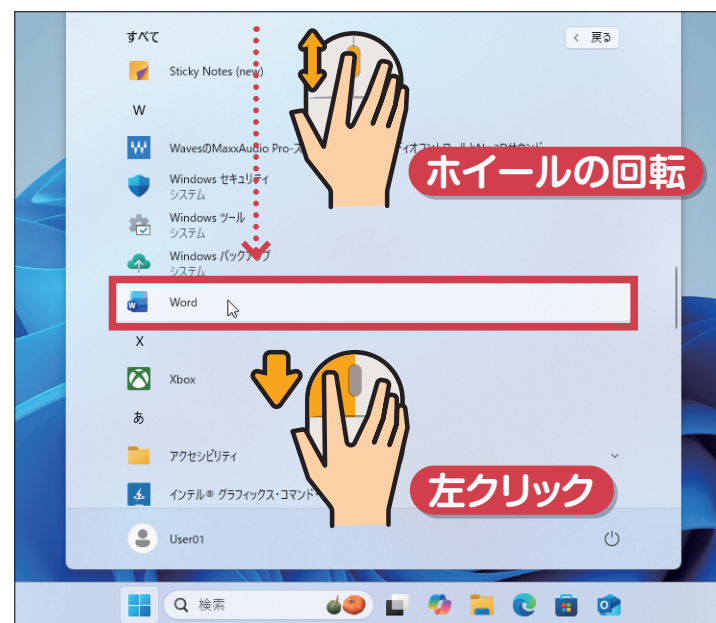 すべて
戻る
Sticky Notes (new)
W
WavesのMaxxAudio Pro-ス
ホイールの回転
Windows セキュリティ
システム
Windows ツール
システム
Windows バックアップ
システム
Word
X
Xbox
あ
アクセシビリティ
インテル® グラフィックス・コマンド
左クリック
User01
検索